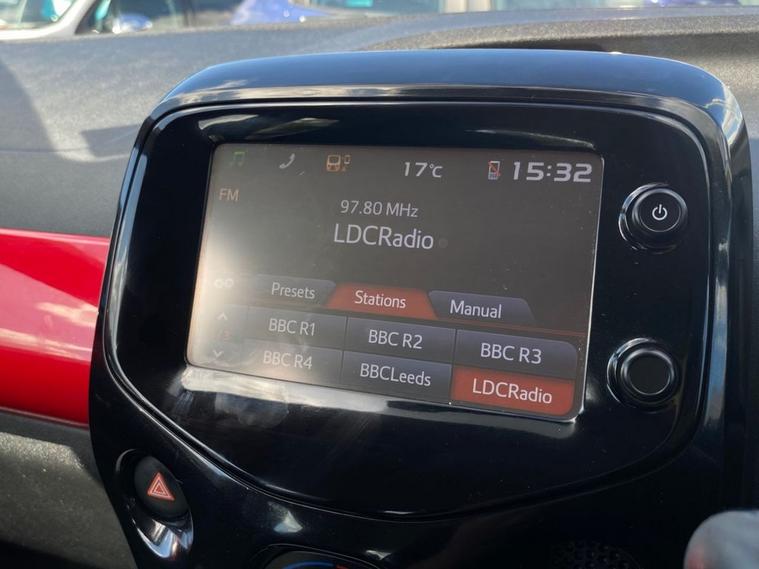 17°C 15:32
FM
97.80 MHz
LDCRadio
Presets Stations Manual
BBC R1 BBC R2 BBC R3
BBC R4 BBCLeeds LDCRadio